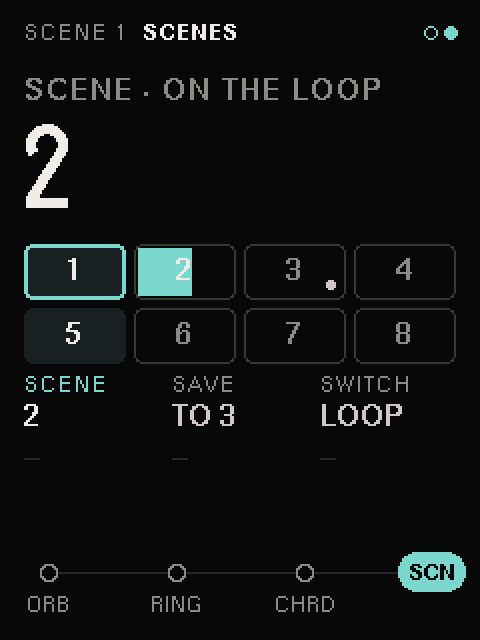 SCENE 1 SCENES
SCENE · ON THE LOOP
2
1 2 3 4
5 6 7 8
SCENE SAVE SWITCH
2 TO 3 LOOP
— — —
SCN
ORB RING CHRD